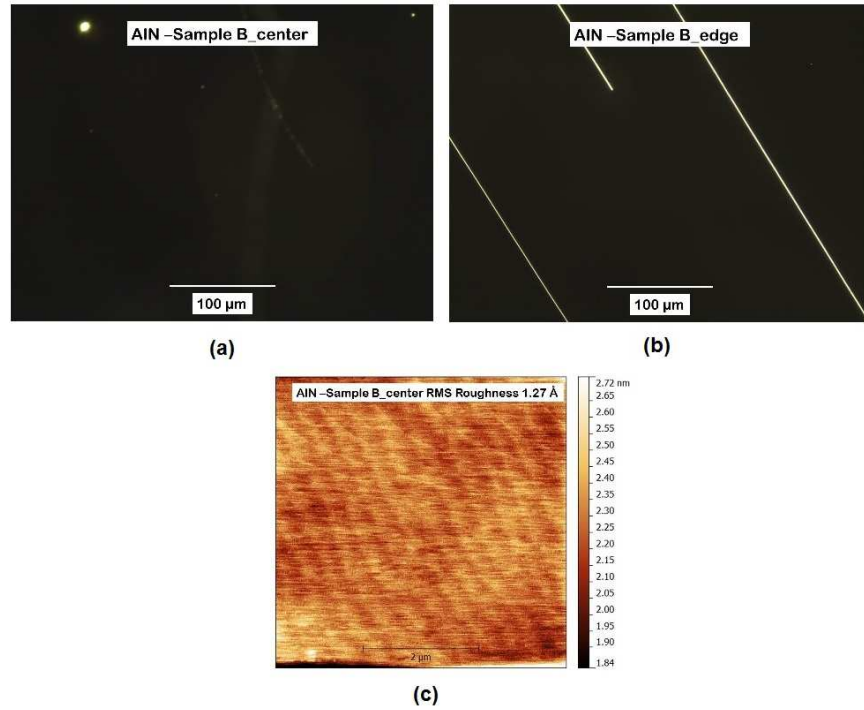 AlN –Sample B_center
100 µm
(a)
AlN –Sample B_edge
100 µm
(b)
AlN –Sample B_center RMS Roughness 1.27 Å
2 µm
2.72 nm
2.65
2.60
2.55
2.50
2.45
2.40
2.35
2.30
2.25
2.20
2.15
2.10
2.05
2.00
1.95
1.90
1.84
(c)